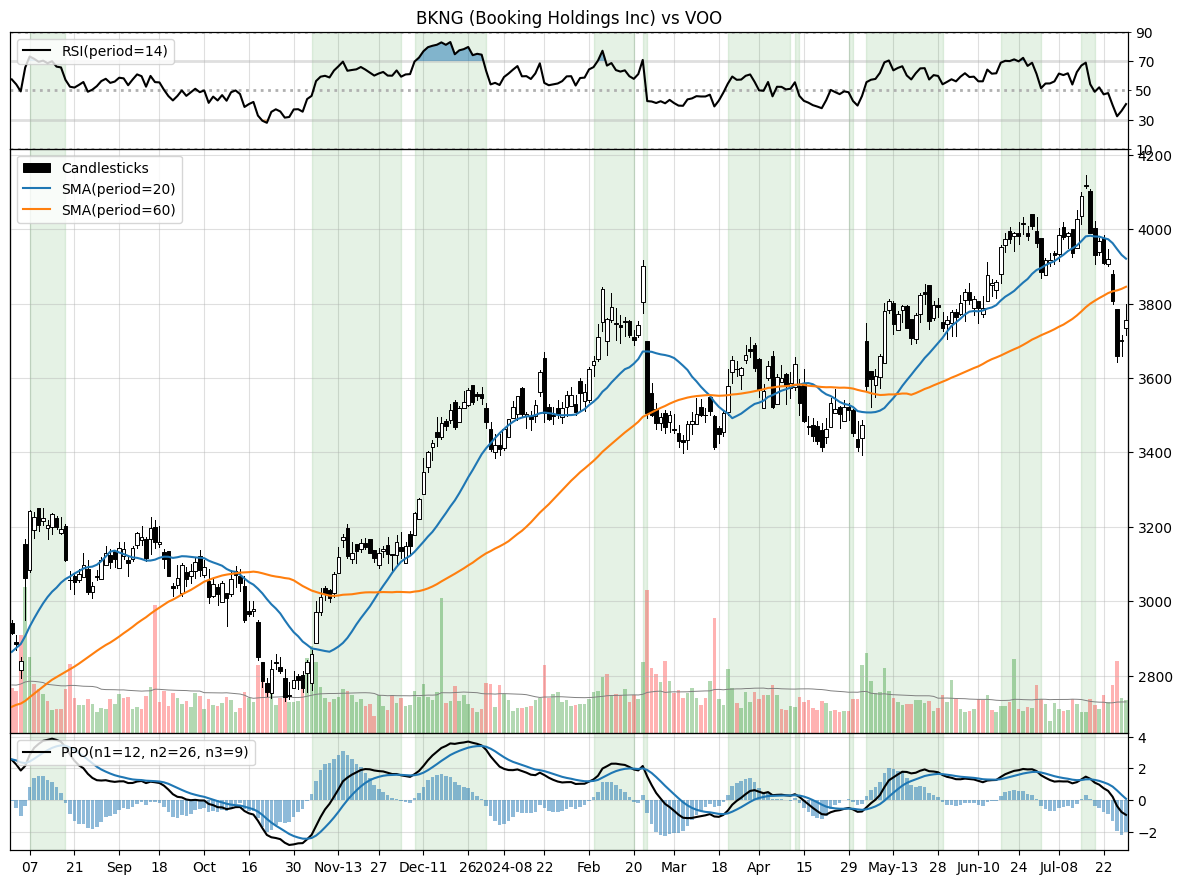 BKNG (Booking Holdings Inc) vs VOO
RSI(period=14)
90
70
50
30
10
Candlesticks
SMA(period=20)
SMA(period=60)
4200
4000
3800
3600
3400
3200
3000
2800
PPO(n1=12, n2=26, n3=9)
4
2
0
−2
07 21 Sep 18 Oct 16 30 Nov-13 27 Dec-11 26 2024-08 22 Feb 20 Mar 18 Apr 15 29 May-13 28 Jun-10 24 Jul-08 22